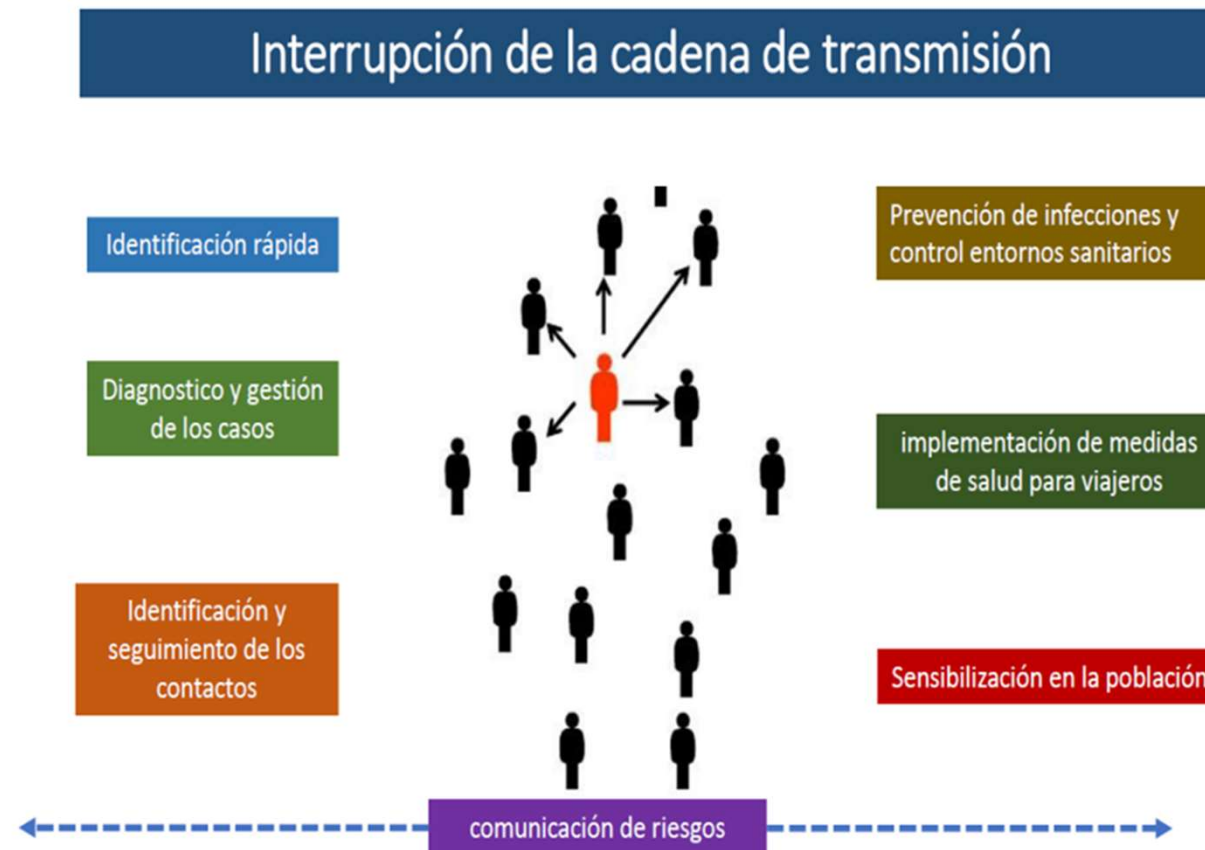 Interrupción de la cadena de transmisión
Identificación rápida
Diagnostico y gestión
de los casos
Identificación y
seguimiento de los
contactos
Prevención de infecciones y
control entornos sanitarios
implementación de medidas
de salud para viajeros
Sensibilización en la población
comunicación de riesgos